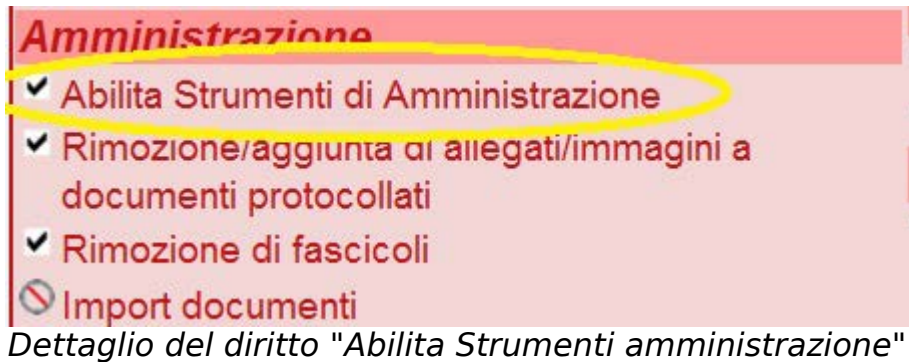 Amministrazione
Abilita Strumenti di Amministrazione
Rimozione/aggiunta di allegati/immagini a
documenti protocollati
Rimozione di fascicoli
Import documenti
Dettaglio del diritto "Abilita Strumenti amministrazione"